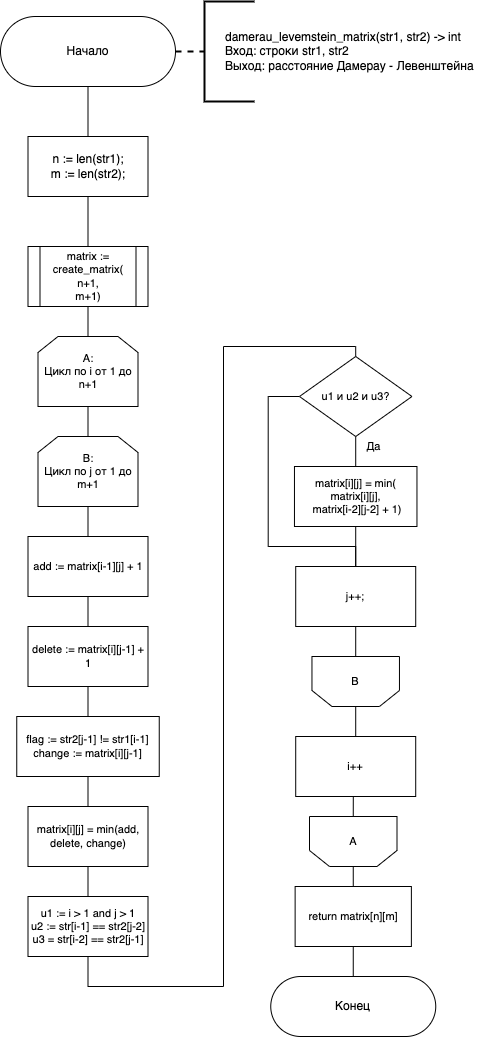 Начало
damerau_levemstein_matrix(str1, str2) -> int
Вход: строки str1, str2
Выход: расстояние Дамерау - Левенштейна
n := len(str1);
m := len(str2);
matrix :=
create_matrix(
n+1,
m+1)
A:
Цикл по i от 1 до
n+1
B:
Цикл по j от 1 до
m+1
add := matrix[i-1][j] + 1
delete := matrix[i][j-1] +
1
flag := str2[j-1] != str1[i-1]
change := matrix[i][j-1]
matrix[i][j] = min(add,
delete, change)
u1 := i > 1 and j > 1
u2 := str[i-1] == str2[j-2]
u3 = str[i-2] == str2[j-1]
u1 и u2 и u3?
Да
matrix[i][j] = min(
matrix[i][j],
matrix[i-2][j-2] + 1)
j++;
B
i++
A
return matrix[n][m]
Конец